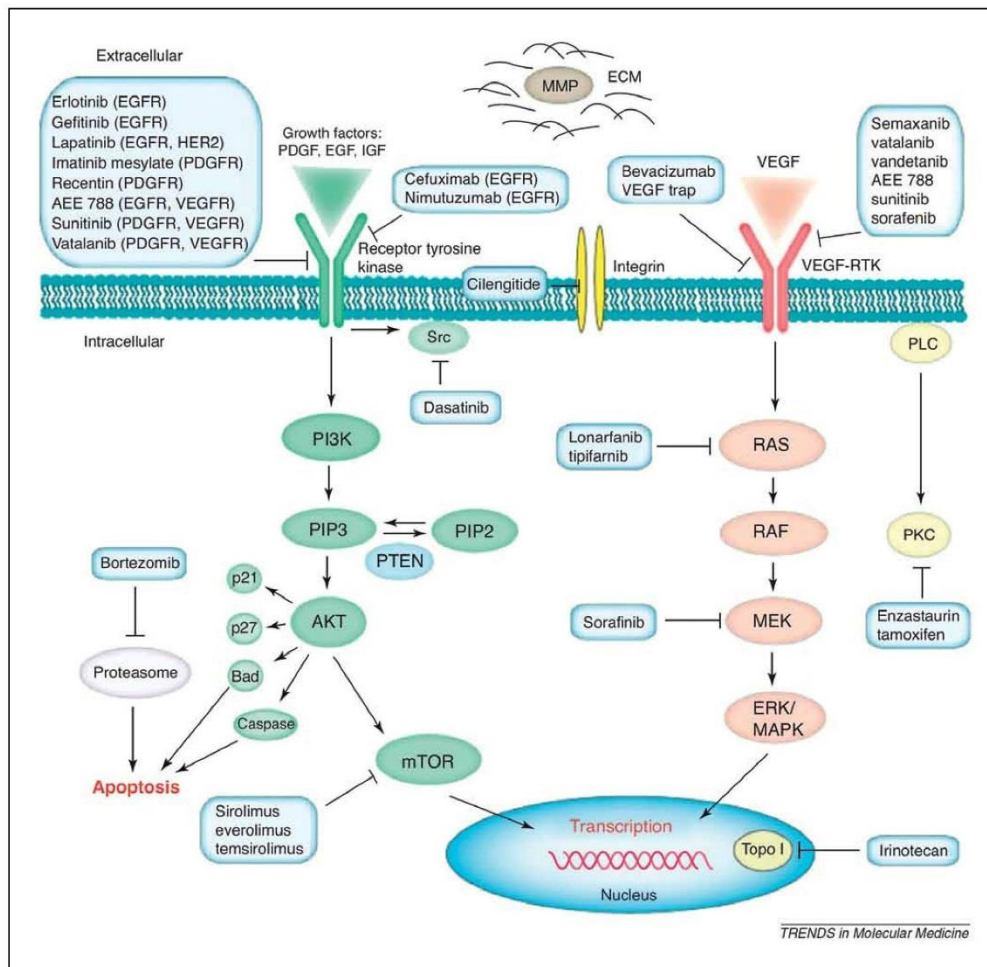 Extracellular
Erlotinib (EGFR)
Gefitinib (EGFR)
Lapatinib (EGFR, HER2)
Imatinib mesylate (PDGFR)
Recentin (PDGFR)
AEE 788 (EGFR, VEGFR)
Sunitinib (PDGFR, VEGFR)
Vatalanib (PDGFR, VEGFR)
Growth factors:
PDGF, EGF, IGF
Cefuximab (EGFR)
Nimutuzumab (EGFR)
Receptor tyrosine
kinase
MMP
ECM
Bevacizumab
VEGF trap
VEGF
Semaxanib
vatalanib
vandetanib
AEE 788
sunitinib
sorafenib
VEGF-RTK
Cilengitide
Integrin
Intracellular
Src
Dasatinib
PLC
PI3K
Lonarfanib
tipifarnib
RAS
PIP3
PIP2
PTEN
RAF
PKC
Bortezomib
p21
p27
AKT
Sorafinib
MEK
Enzastaurin
tamoxifen
Proteasome
Bad
Caspase
ERK/
MAPK
Apoptosis
mTOR
Sirolimus
everolimus
temsirolimus
Transcription
Topo I
Irinotecan
Nucleus
TRENDS in Molecular Medicine